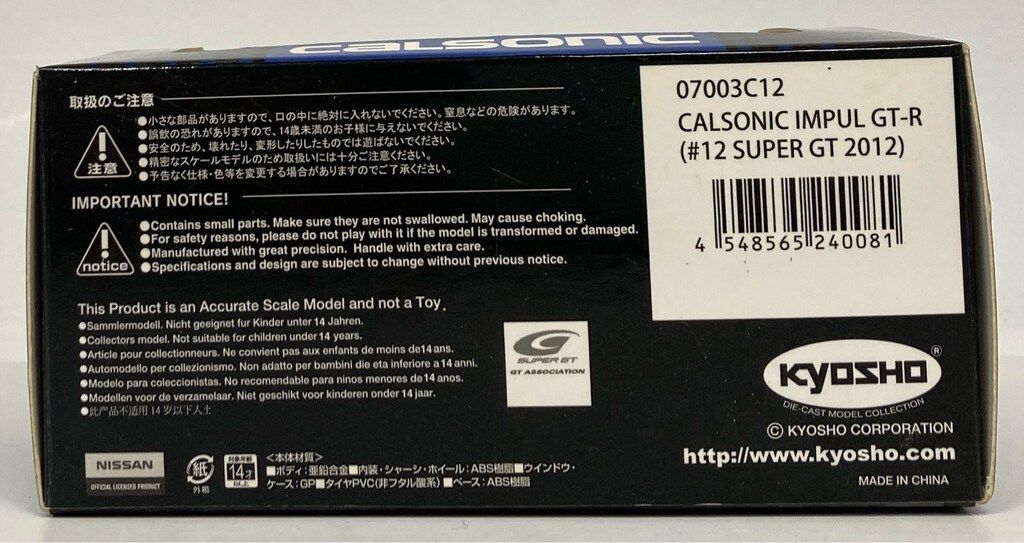 CALSONIC
取扱のご注意
注意
●小さな部品がありますので、口の中に絶対に入れないでください。窒息などの危険があります。
●誤飲の恐れがありますので、14歳未満のお子様に与えないでください。
●安全のため、壊れたり、変形したりしたものでは遊ばないでください。
●精密なスケールモデルのため取扱いには十分ご注意ください。
●予告なく仕様・色等を変更する場合がありますのでご了承ください。
IMPORTANT NOTICE!
notice
●Contains small parts. Make sure they are not swallowed. May cause choking.
●For safety reasons, please do not play with it if the model is transformed or damaged.
●Manufactured with great precision. Handle with extra care.
●Specifications and design are subject to change without previous notice.
This Product is an Accurate Scale Model and not a Toy.
●Sammlermodell. Nicht geeignet fur Kinder unter 14 Jahren.
●Collectors model. Not suitable for children under 14 years.
●Article pour collectionneurs. Ne convient pas aux enfants de moins de14 ans.
●Automodello per collezionismo. Non adatto per bambini die eta inferiore a 14 anni.
●Modelo para coleccionistas. No recomendable para ninos menores de 14 anos.
●Modellen voor de verzamelaar. Niet geschikt voor kinderen onder 14 jaar.
●此产品不适用 14 岁以下人士
SUPER GT
GT ASSOCIATION
NISSAN
OFFICIAL LICENSED PRODUCT
紙
外箱
対象年齢
14才
以上
<本体材質>
■ボディ:亜鉛合金■内装・シャーシ・ホイール:ABS樹脂■ウインドウ・
ケース:GP■タイヤPVC(非フタル酸系)■ベース:ABS樹脂
07003C12
CALSONIC IMPUL GT-R
(#12 SUPER GT 2012)
4 548565 240081
KYOSHO®
DIE-CAST MODEL COLLECTION
© KYOSHO CORPORATION
http://www.kyosho.com
MADE IN CHINA